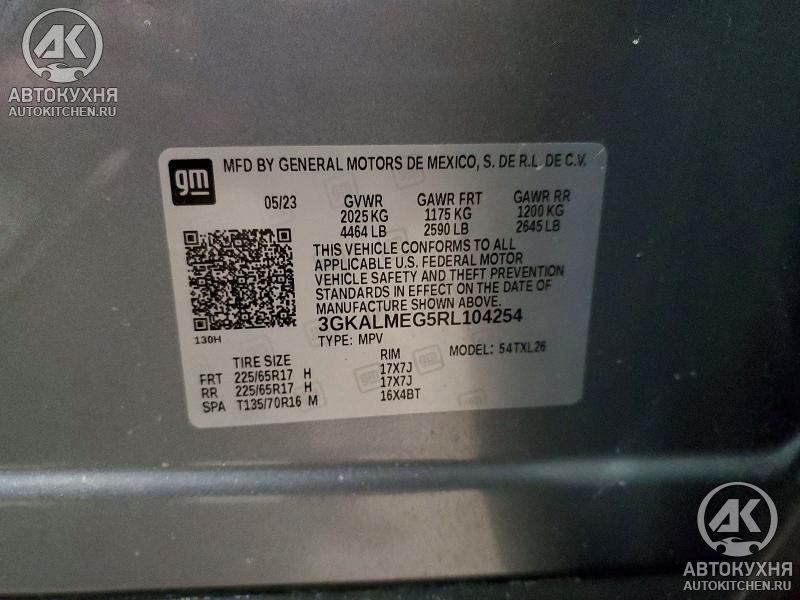 AK
АВТОКУХНЯ
AUTOKITCHEN.RU
gm MFD BY GENERAL MOTORS DE MEXICO, S. DE R.L. DE C.V.
05/23 GVWR GAWR FRT GAWR RR
2025 KG 1175 KG 1200 KG
4464 LB 2590 LB 2645 LB
THIS VEHICLE CONFORMS TO ALL
APPLICABLE U.S. FEDERAL MOTOR
VEHICLE SAFETY AND THEFT PREVENTION
STANDARDS IN EFFECT ON THE DATE OF
MANUFACTURE SHOWN ABOVE.
3GKALMEG5RL104254
130H
TYPE: MPV MODEL: 54TXL26
TIRE SIZE RIM
FRT 225/65R17 H 17X7J
RR 225/65R17 H 17X7J
SPA T135/70R16 M 16X4BT
AK
АВТОКУХНЯ
AUTOKITCHEN.RU